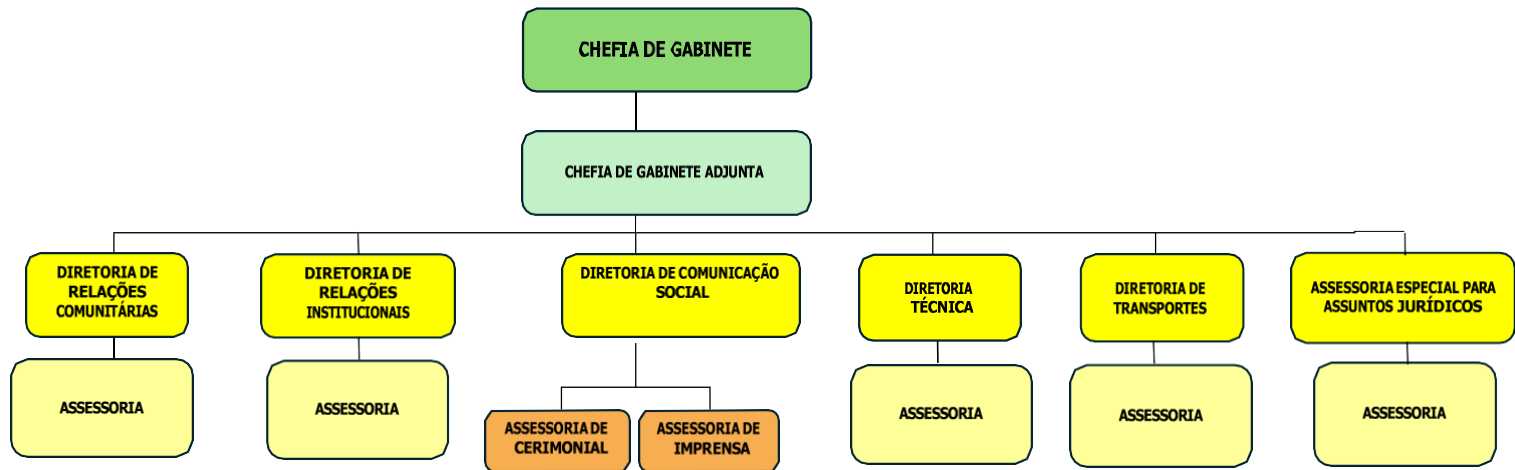 CHEFIA DE GABINETE
CHEFIA DE GABINETE ADJUNTA
DIRETORIA DE
RELAÇÕES
COMUNITÁRIAS
DIRETORIA DE
RELAÇÕES
INSTITUCIONAIS
DIRETORIA DE COMUNICAÇÃO
SOCIAL
DIRETORIA
TÉCNICA
DIRETORIA DE
TRANSPORTES
ASSESSORIA ESPECIAL PARA
ASSUNTOS JURÍDICOS
ASSESSORIA
ASSESSORIA
ASSESSORIA DE
CERIMONIAL
ASSESSORIA DE
IMPRENSA
ASSESSORIA
ASSESSORIA
ASSESSORIA